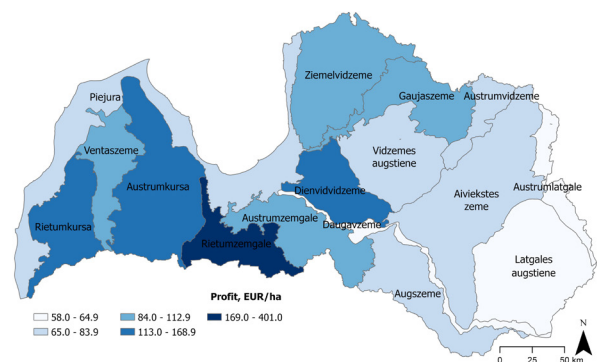 Ziemelvidzeme
Piejura
Gaujaszeme
Austrumvidzeme
Ventaszeme
Vidzemes
augstiene
Austrumkursa
Dienvidvidzeme
Aiviekstes
zeme
Austrumlatgale
Rietumkursa
Austrumzemgale
Daugavzeme
Rietumzemgale
Latgales
augstiene
Augszeme
Profit, EUR/ha
58.0 - 64.9
84.0 - 112.9
169.0 - 401.0
65.0 - 83.9
113.0 - 168.9
N
0 25 50 km